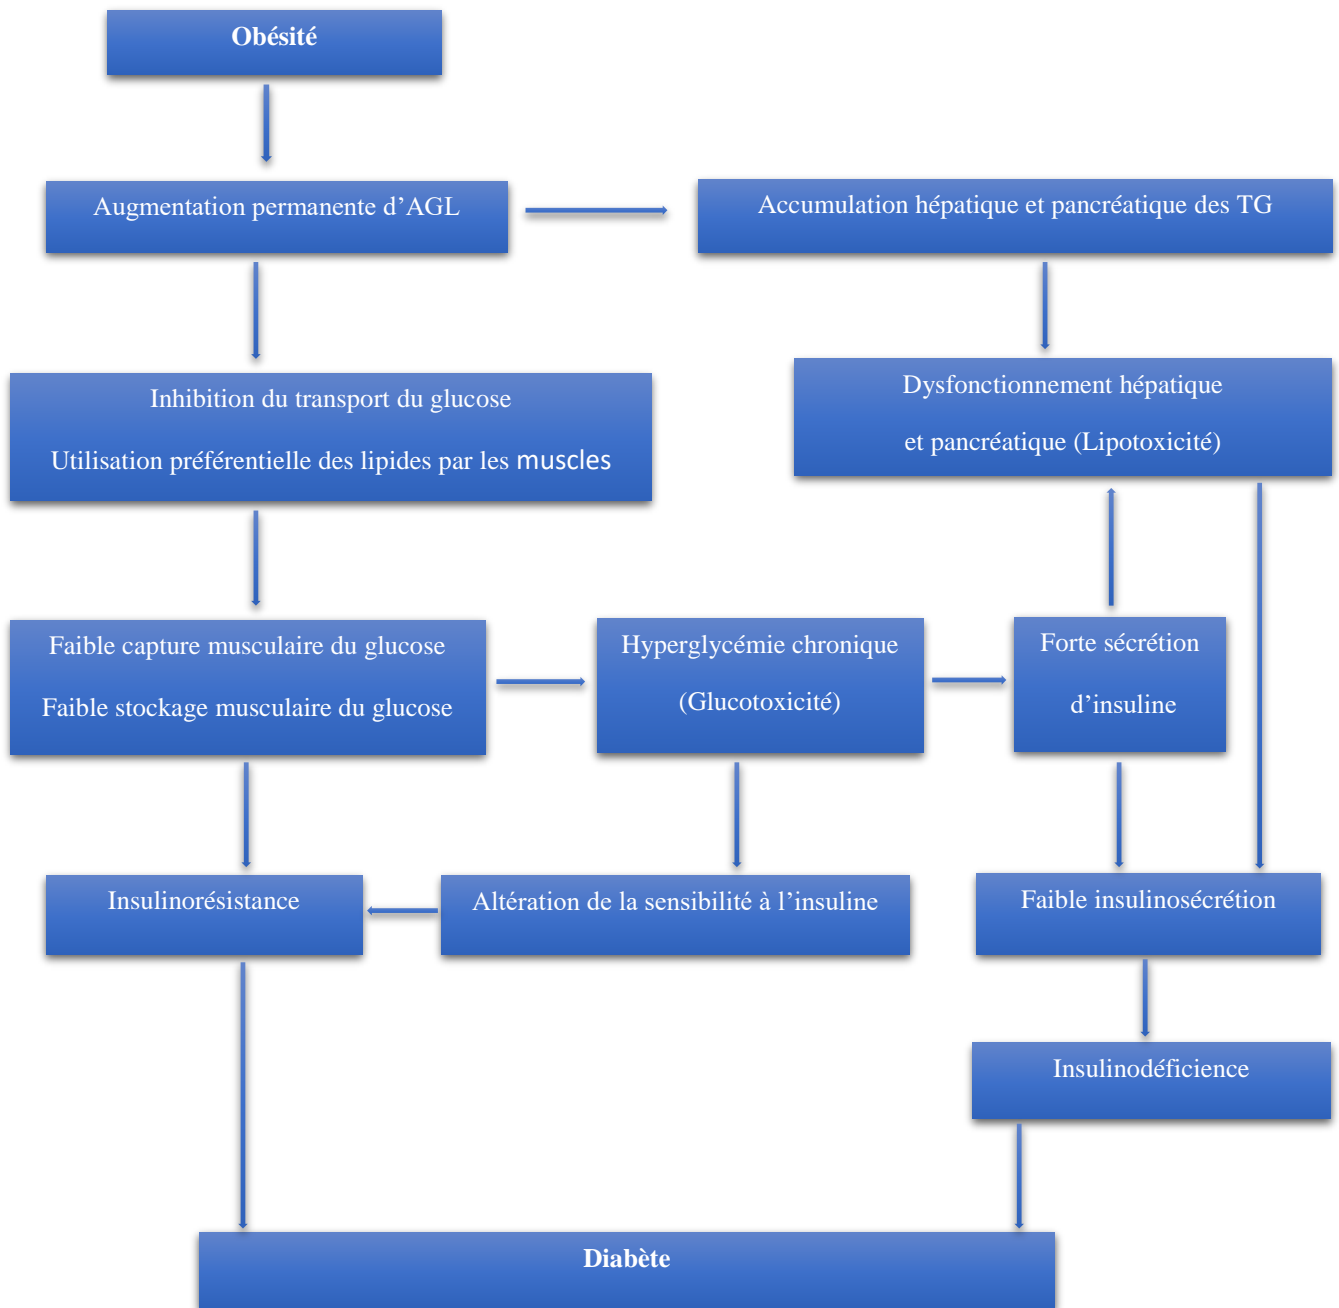 Obésité
Augmentation permanente d’AGL
Accumulation hépatique et pancréatique des TG
Inhibition du transport du glucose
Utilisation préférentielle des lipides par les muscles
Dysfonctionnement hépatique
et pancréatique (Lipotoxicité)
Faible capture musculaire du glucose
Faible stockage musculaire du glucose
Hyperglycémie chronique
(Glucotoxicité)
Forte sécrétion
d’insuline
Insulinorésistance
Altération de la sensibilité à l’insuline
Faible insulinosécrétion
Insulinodéficience
Diabète